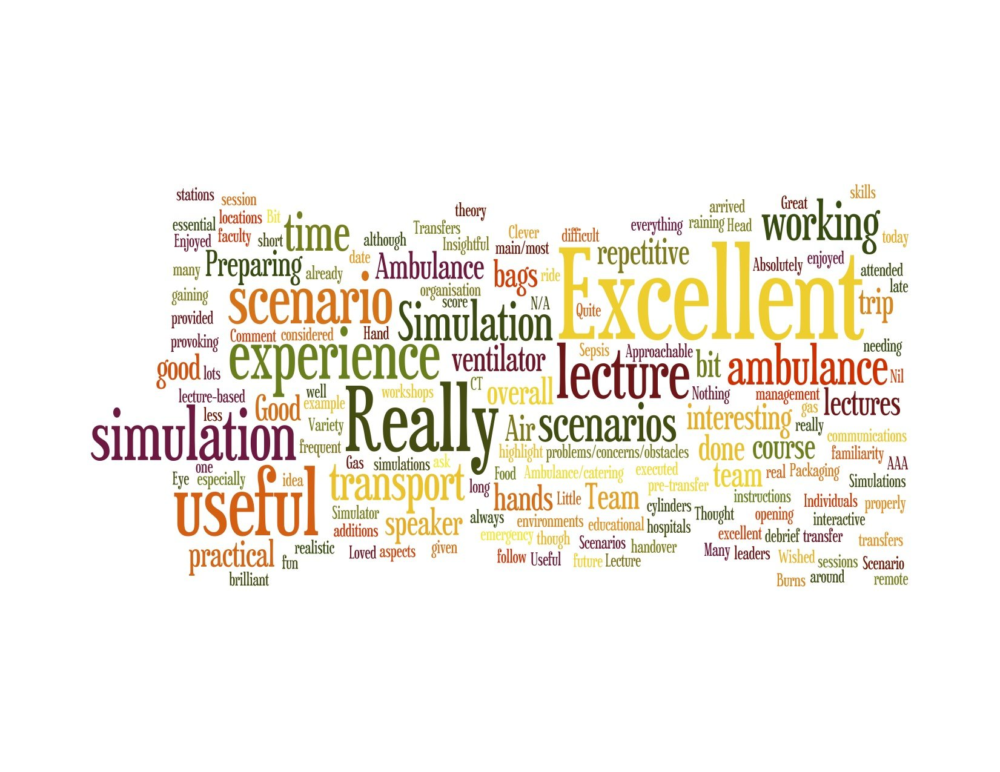 stations
session
theory
arrived
Great
skills
essential
locations
Bit
time
Transfers
Clever
difficult
everything
raining
Head
working
today
Enjoyed
faculty
short
although
Insightful
main/most
repetitive
Excellent
many
Preparing
already
date
Ambulance
bags
ride
Absolutely
enjoyed
attended
gaining
scenario
organisation
score
N/A
late
provided
Simulation
Quite
trip
provoking
Comment
considered
Hand
experience
ventilator
lecture
Sepsis
Approachable
bit
ambulance
needing
good
lots
CT
Nil
lecture-based
well
workshops
overall
Nothing
management
lectures
less
Good
example
Really
Air
scenarios
interesting
gas
really
simulation
Variety
frequent
highlight
problems/concerns/obstacles
done
course
communications
familiarity
one
Gas
simulations
ask
AAA
Eye
especially
idea
transport
long
Food
Ambulance/catering
executed
team
real
Packaging
Simulations
useful
hands
Little
Team
pre-transfer
cylinders
instructions
Individuals
properly
Simulator
speaker
always
environments
educational
hospitals
Thought
opening
interactive
additions
emergency
though
Scenarios
handover
excellent
debrief
transfer
transfers
practical
realistic
Loved
aspects
given
follow
Useful
future
Lecture
Many
leaders
Wished
sessions
Scenario
fun
brilliant
Burns
around
remote